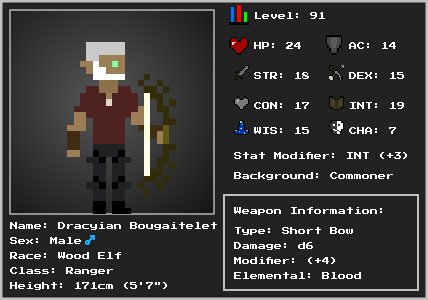 Level: 91
HP: 24
AC: 14
STR: 18
DEX: 15
CON: 17
INT: 19
WIS: 15
CHA: 7
Stat Modifier: INT (+3)
Background: Commoner
Name: Dracyian Bougaitelet
Sex: Male ♂
Race: Wood Elf
Class: Ranger
Height: 171cm (5'7")
Weapon Information:
Type: Short Bow
Damage: d6
Modifier: (+4)
Elemental: Blood